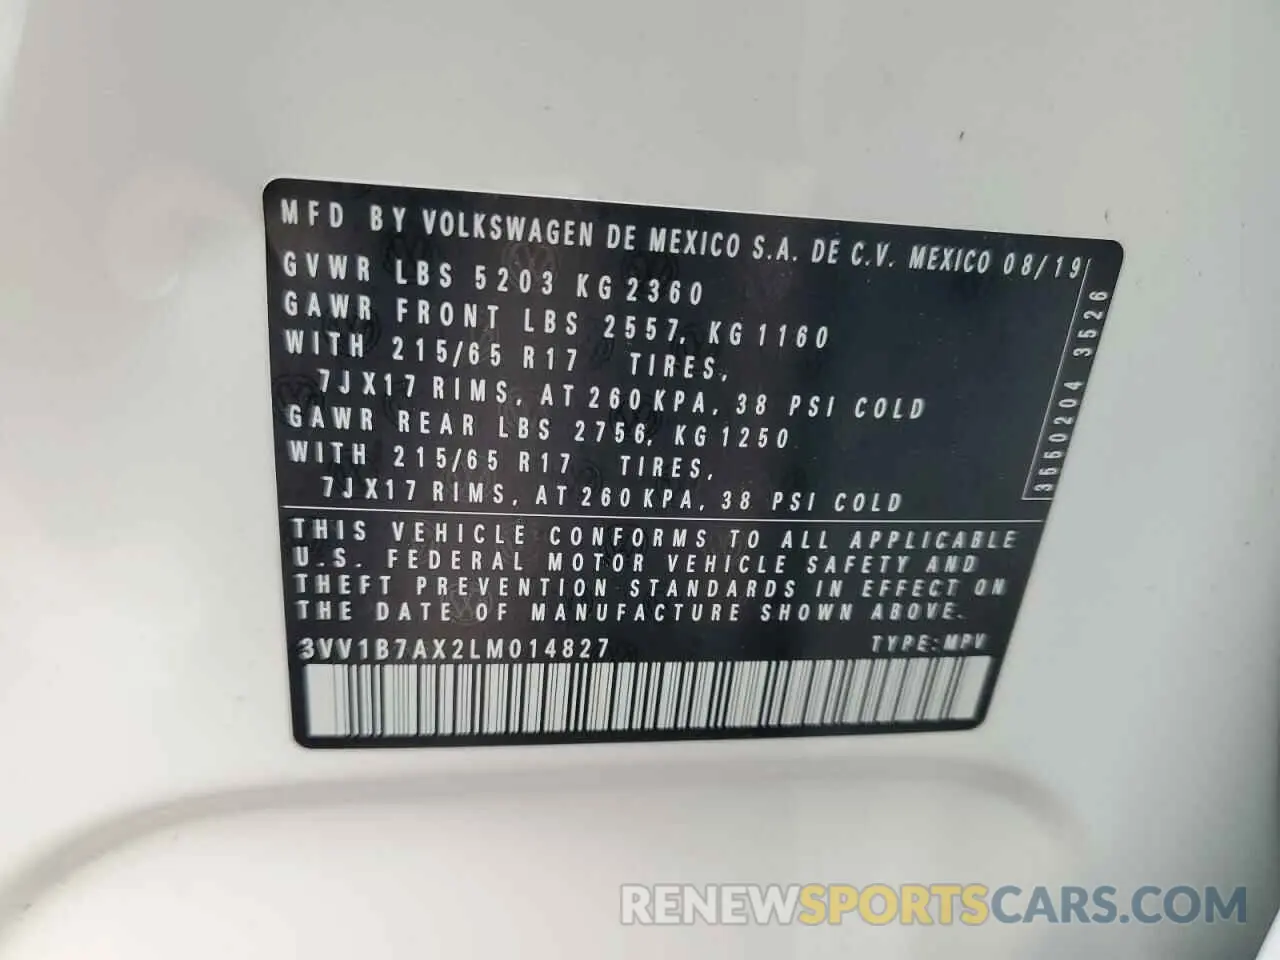 MFD BY VOLKSWAGEN DE MEXICO S.A. DE C.V. MEXICO 08/19
GVWR LBS 5203 KG 2360
GAWR FRONT LBS 2557, KG 1160
WITH 215/65 R17 TIRES,
7JX17 RIMS, AT 260 KPA, 38 PSI COLD
GAWR REAR LBS 2756, KG 1250
WITH 215/65 R17 TIRES,
7JX17 RIMS, AT 260 KPA, 38 PSI COLD
3550204 3526
THIS VEHICLE CONFORMS TO ALL APPLICABLE
U.S. FEDERAL MOTOR VEHICLE SAFETY AND
THEFT PREVENTION STANDARDS IN EFFECT ON
THE DATE OF MANUFACTURE SHOWN ABOVE.
3VV1B7AX2LM014827 TYPE:MPV
RENEWSPORTSCARS.COM